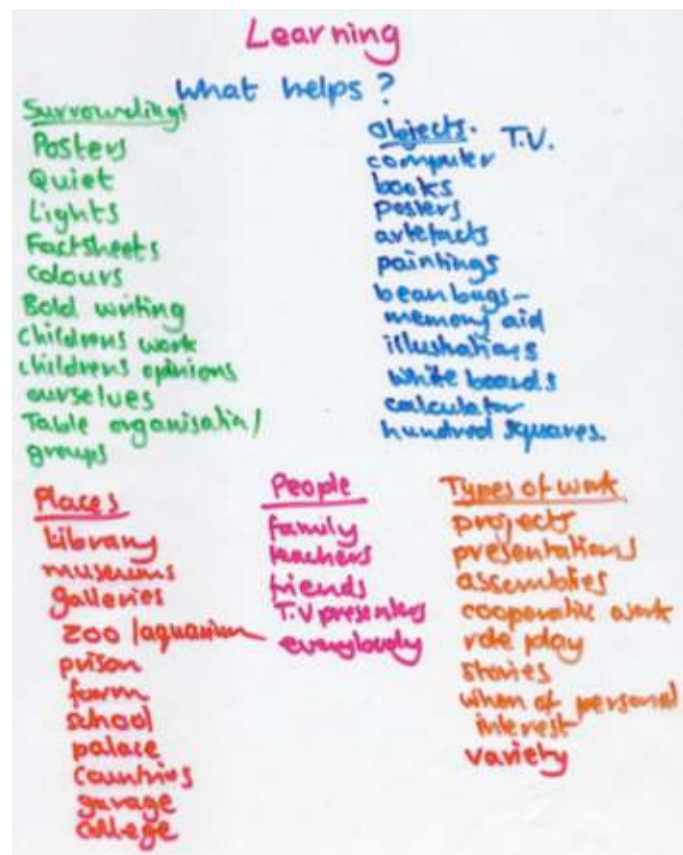 Learning
What helps?
Surroundings
Posters
Quiet
Lights
Factsheets
colours
Bold writing
Childrens work
childrens opinions
ourselves
Table organisatin/
groups
Objects. T.V.
computer
books
posters
artefacts
paintings
beanbags-
memory aid
illustrations
white boards
calculator
hundred squares.
Places
Library
museums
galleries
zoo/aquarium
prison
farm
school
palace
Countries
garage
college
People
family
teachers
friends
T.V presenters
everybody
Types of work
projects
presentations
assemblies
cooperative work
role play
stories
when of personal
interest
variety